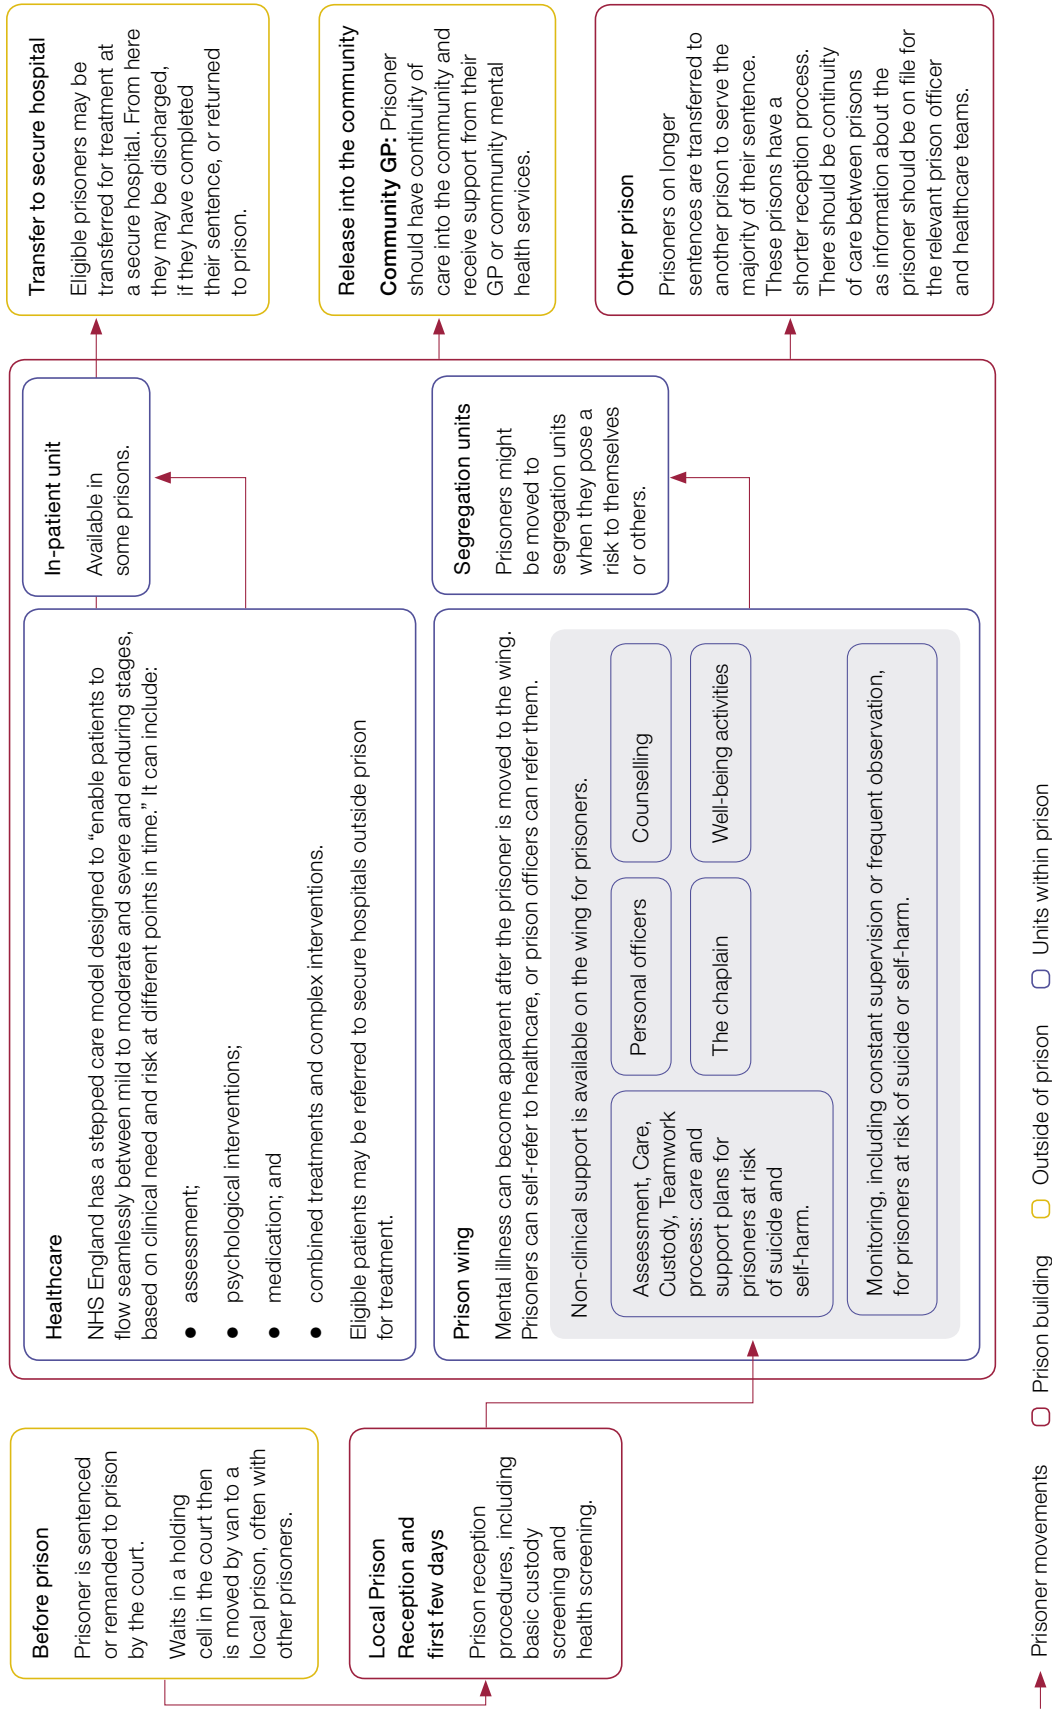 Before prison
Prisoner is sentenced
or remanded to prison
by the court.
Waits in a holding
cell in the court then
is moved by van to a
local prison, often with
other prisoners.
Local Prison
Reception and
first few days
Prison reception
procedures, including
basic custody
screening and
health screening.
Healthcare
NHS England has a stepped care model designed to “enable patients to
flow seamlessly between mild to moderate and severe and enduring stages,
based on clinical need and risk at different points in time.” It can include:
● assessment;
● psychological interventions;
● medication; and
● combined treatments and complex interventions.
Eligible patients may be referred to secure hospitals outside prison
for treatment.
In-patient unit
Available in
some prisons.
Prison wing
Mental illness can become apparent after the prisoner is moved to the wing.
Prisoners can self-refer to healthcare, or prison officers can refer them.
Non-clinical support is available on the wing for prisoners.
Assessment, Care,
Custody, Teamwork
process: care and
support plans for
prisoners at risk
of suicide and
self-harm.
Personal officers
Counselling
The chaplain
Well-being activities
Monitoring, including constant supervision or frequent observation,
for prisoners at risk of suicide or self-harm.
Segregation units
Prisoners might
be moved to
segregation units
when they pose a
risk to themselves
or others.
Transfer to secure hospital
Eligible prisoners may be
transferred for treatment at
a secure hospital. From here
they may be discharged,
if they have completed
their sentence, or returned
to prison.
Release into the community
Community GP: Prisoner
should have continuity of
care into the community and
receive support from their
GP or community mental
health services.
Other prison
Prisoners on longer
sentences are transferred to
another prison to serve the
majority of their sentence.
These prisons have a
shorter reception process.
There should be continuity
of care between prisons
as information about the
prisoner should be on file for
the relevant prison officer
and healthcare teams.
Prisoner movements
Prison building
Outside of prison
Units within prison